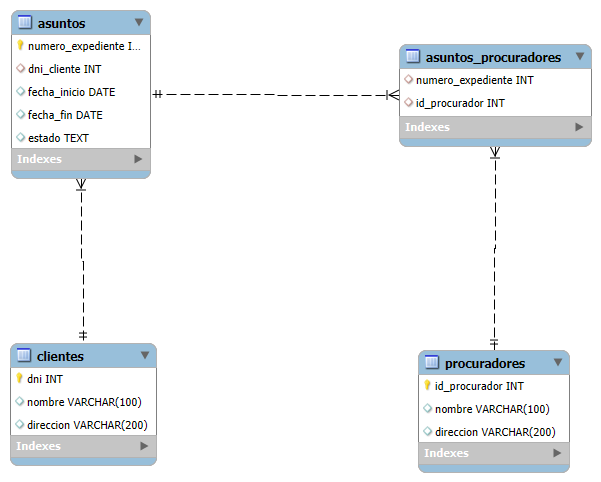 asuntos
numero_expediente I...
dni_cliente INT
fecha_inicio DATE
fecha_fin DATE
estado TEXT
Indexes
asuntos_procuradores
numero_expediente INT
id_procurador INT
Indexes
clientes
dni INT
nombre VARCHAR(100)
direccion VARCHAR(200)
Indexes
procuradores
id_procurador INT
nombre VARCHAR(100)
direccion VARCHAR(200)
Indexes